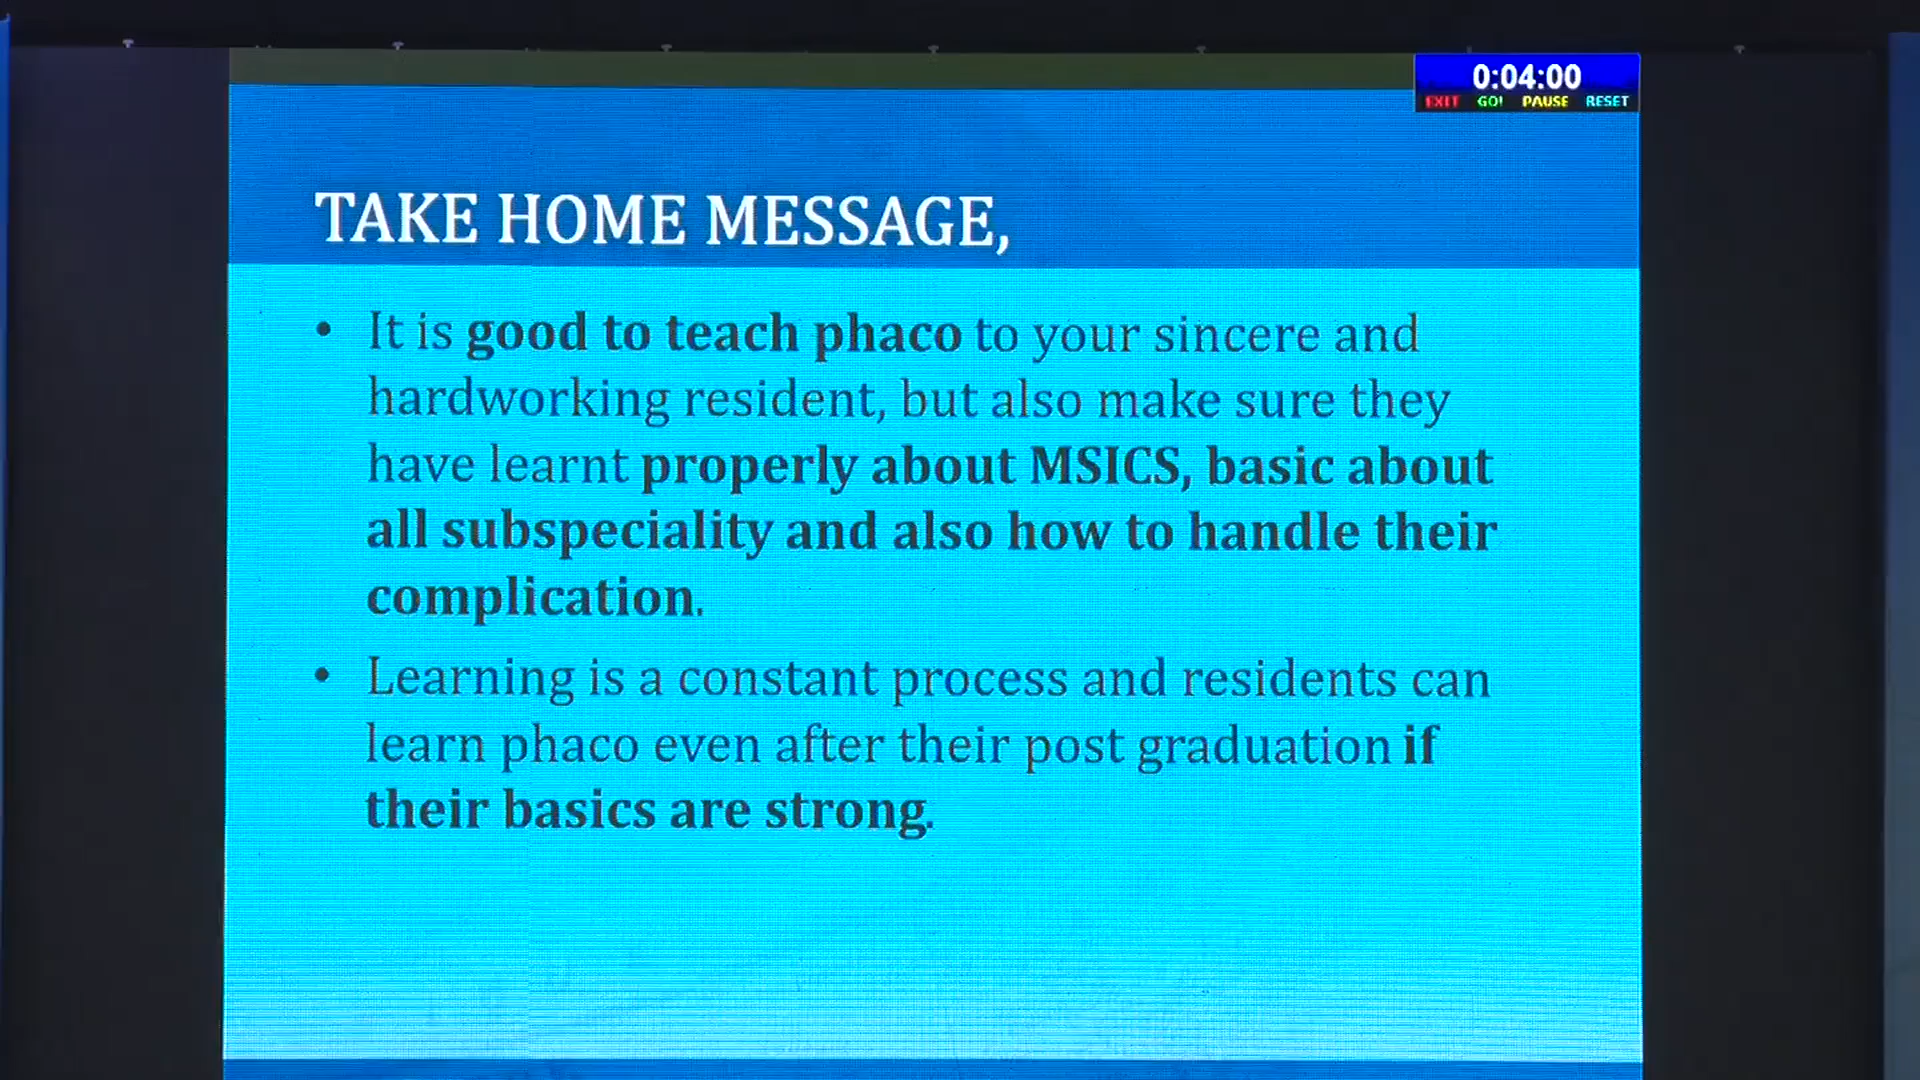 0:04:00
EXIT GO! PAUSE RESET
TAKE HOME MESSAGE,
• It is good to teach phaco to your sincere and
hardworking resident, but also make sure they
have learnt properly about MSICS, basic about
all subspeciality and also how to handle their
complication.
• Learning is a constant process and residents can
learn phaco even after their post graduation if
their basics are strong.